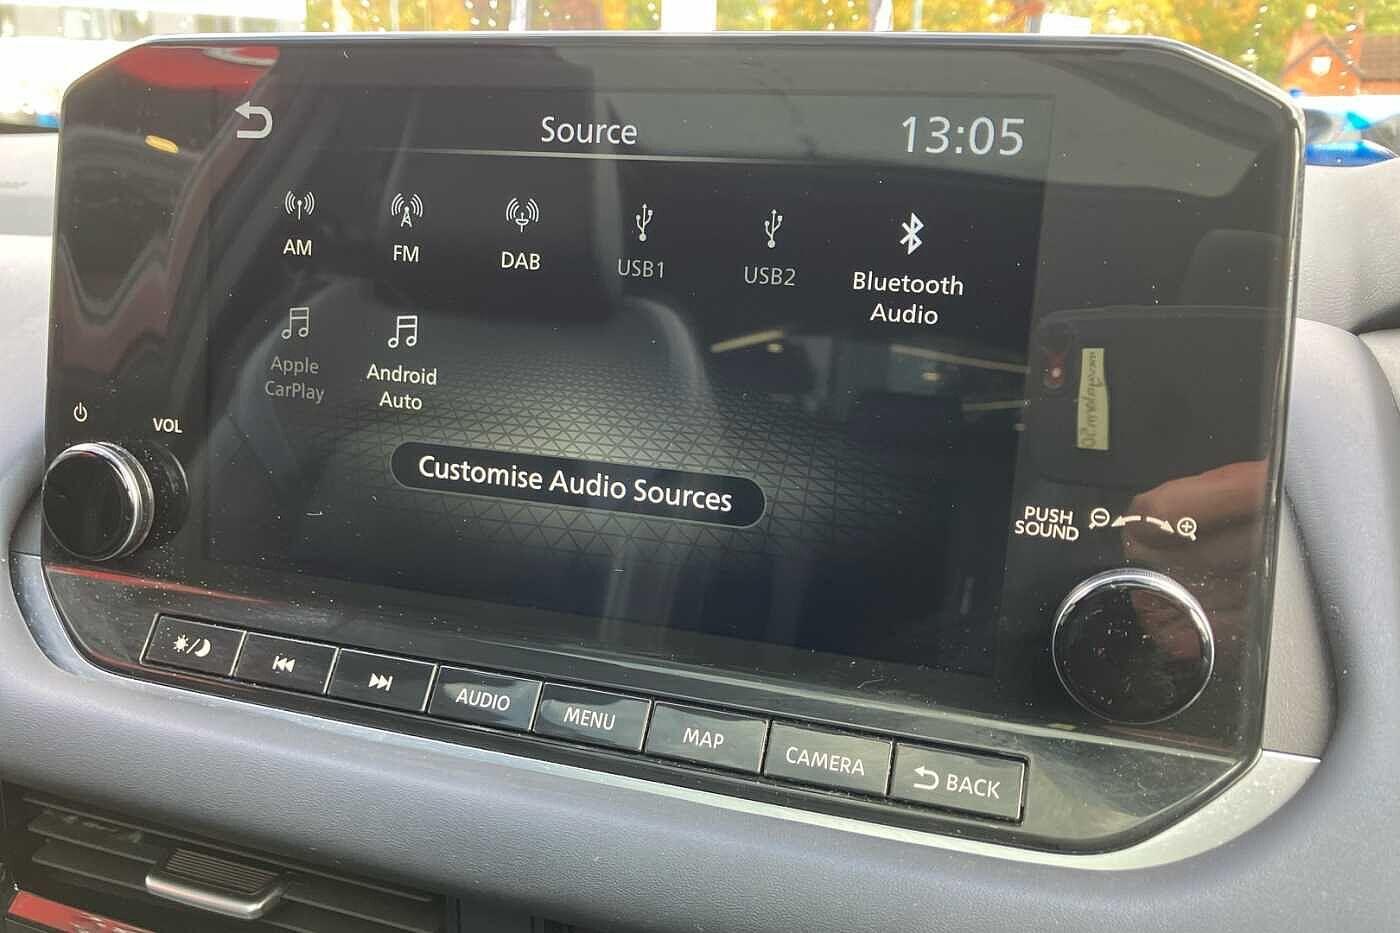 Source
13:05
AM
FM
DAB
USB1
USB2
Bluetooth
Audio
Apple
CarPlay
Android
Auto
Customise Audio Sources
VOL
PUSH
SOUND
AUDIO
MENU
MAP
CAMERA
BACK